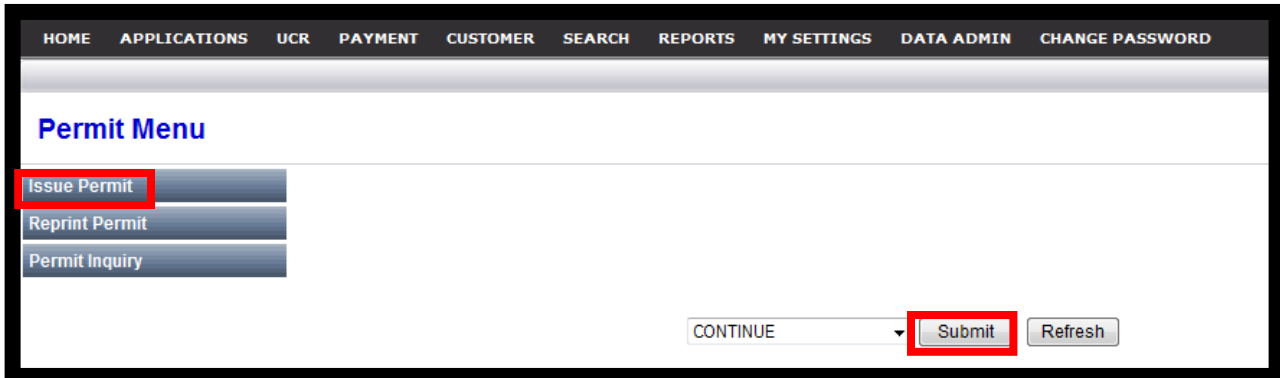 HOME APPLICATIONS UCR PAYMENT CUSTOMER SEARCH REPORTS MY SETTINGS DATA ADMIN CHANGE PASSWORD
Permit Menu
Issue Permit
Reprint Permit
Permit Inquiry
CONTINUE Submit Refresh